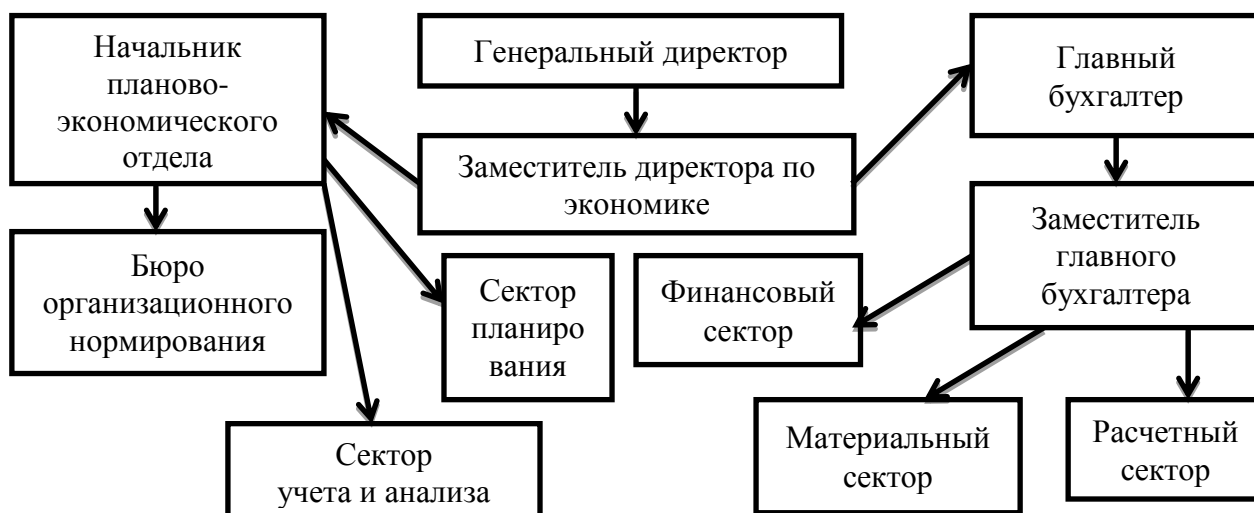 Начальник
планово-
экономического
отдела
Генеральный директор
Главный
бухгалтер
Заместитель директора по
экономике
Заместитель
главного
бухгалтера
Бюро
организационного
нормирования
Сектор
планиро
вания
Финансовый
сектор
Сектор
учета и анализа
Материальный
сектор
Расчетный
сектор